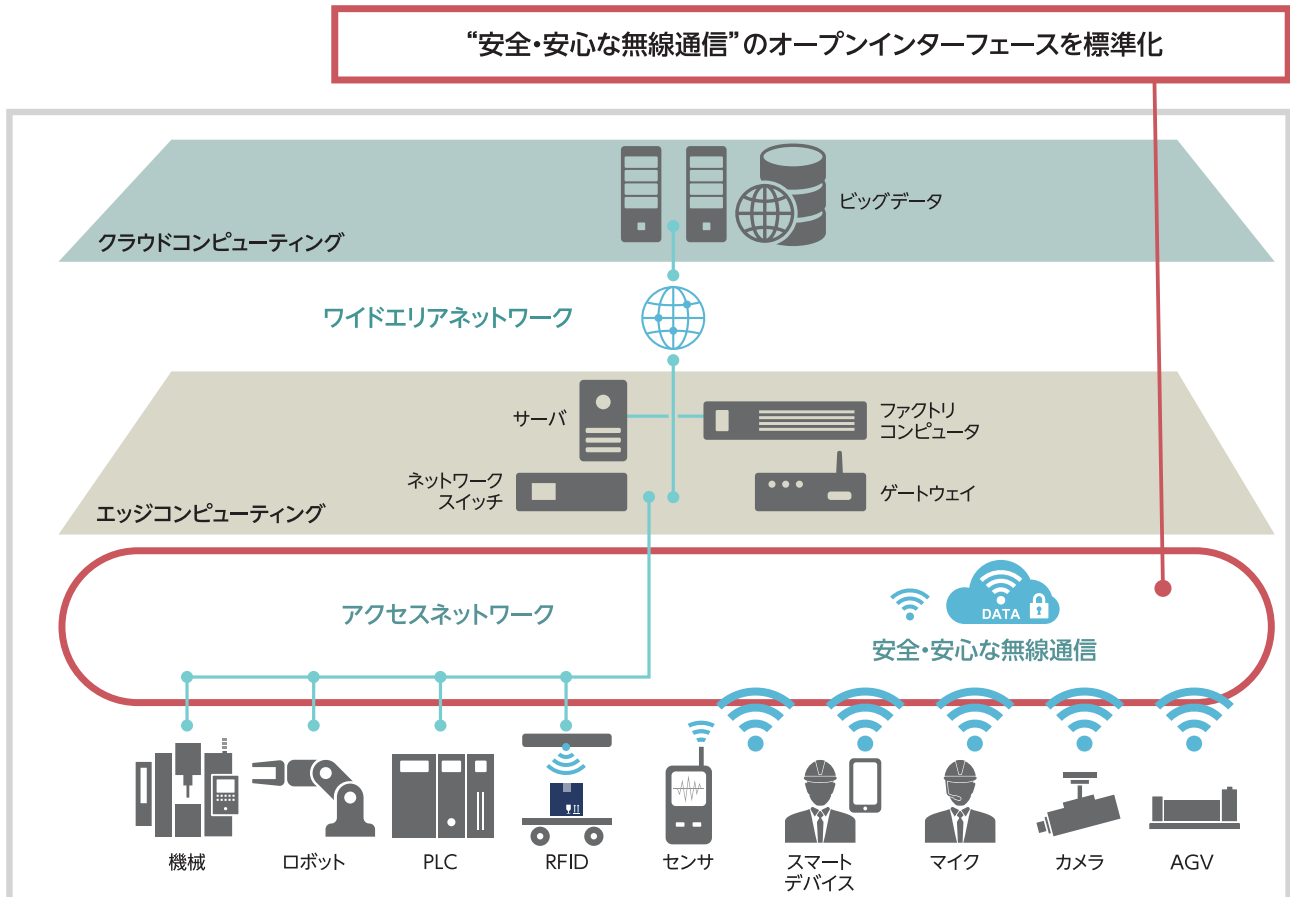 “安全・安心な無線通信”のオープンインターフェースを標準化
ビッグデータ
クラウドコンピューティング
ワイドエリアネットワーク
サーバ
ファクトリ
コンピュータ
ネットワーク
スイッチ
ゲートウェイ
エッジコンピューティング
アクセスネットワーク
DATA
安全・安心な無線通信
機械
ロボット
PLC
RFID
センサ
スマート
デバイス
マイク
カメラ
AGV